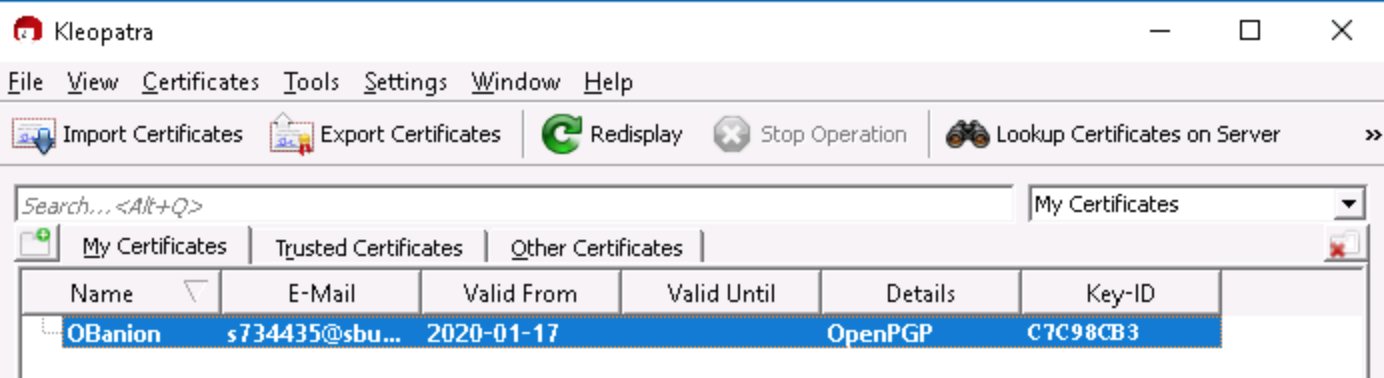 Kleopatra
File View Certificates Tools Settings Window Help
Import Certificates Export Certificates Redisplay Stop Operation Lookup Certificates on Server »
Search...<Alt+Q> My Certificates
My Certificates Trusted Certificates Other Certificates
Name E-Mail Valid From Valid Until Details Key-ID
OBanion s734435@sbu... 2020-01-17 OpenPGP C7C98CB3